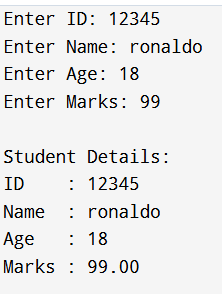 Enter ID: 12345
Enter Name: ronaldo
Enter Age: 18
Enter Marks: 99

Student Details:
ID    : 12345
Name  : ronaldo
Age   : 18
Marks : 99.00